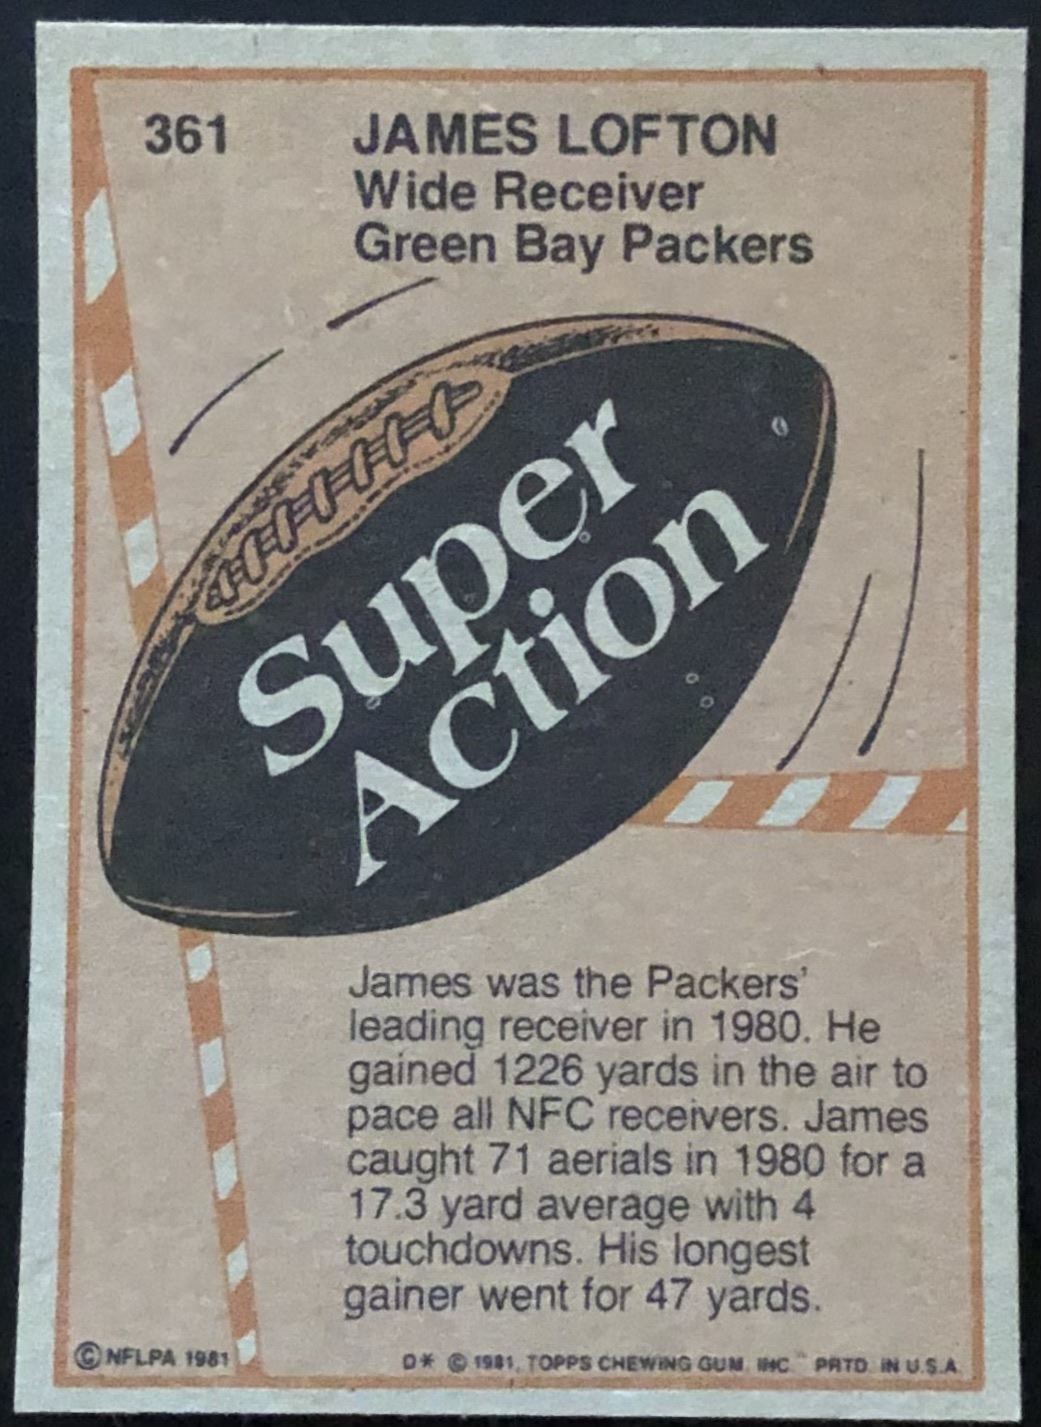 361
JAMES LOFTON
Wide Receiver
Green Bay Packers
Super
Action
James was the Packers'
leading receiver in 1980. He
gained 1226 yards in the air to
pace all NFC receivers. James
caught 71 aerials in 1980 for a
17.3 yard average with 4
touchdowns. His longest
gainer went for 47 yards.
© NFLPA 1981
D* © 1981, TOPPS CHEWING GUM, INC. PRTD. IN U.S.A.